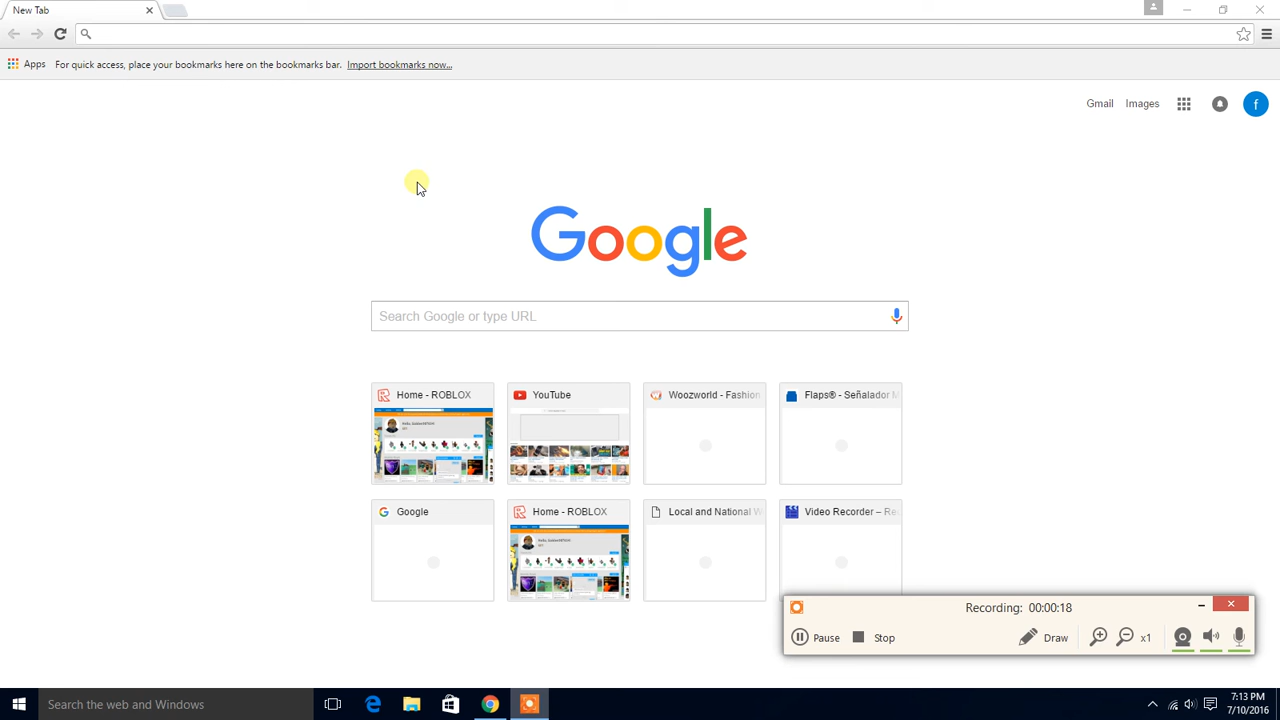 New Tab
Apps For quick access, place your bookmarks here on the bookmarks bar. Import bookmarks now...
Gmail Images f
Google
Search Google or type URL
Home - ROBLOX YouTube Woozworld - Fashion Flaps® - Señalador M
Google Home - ROBLOX Local and National W Video Recorder – Re
Recording: 00:00:18
Pause Stop Draw x1
Search the web and Windows
7:13 PM
7/10/2016